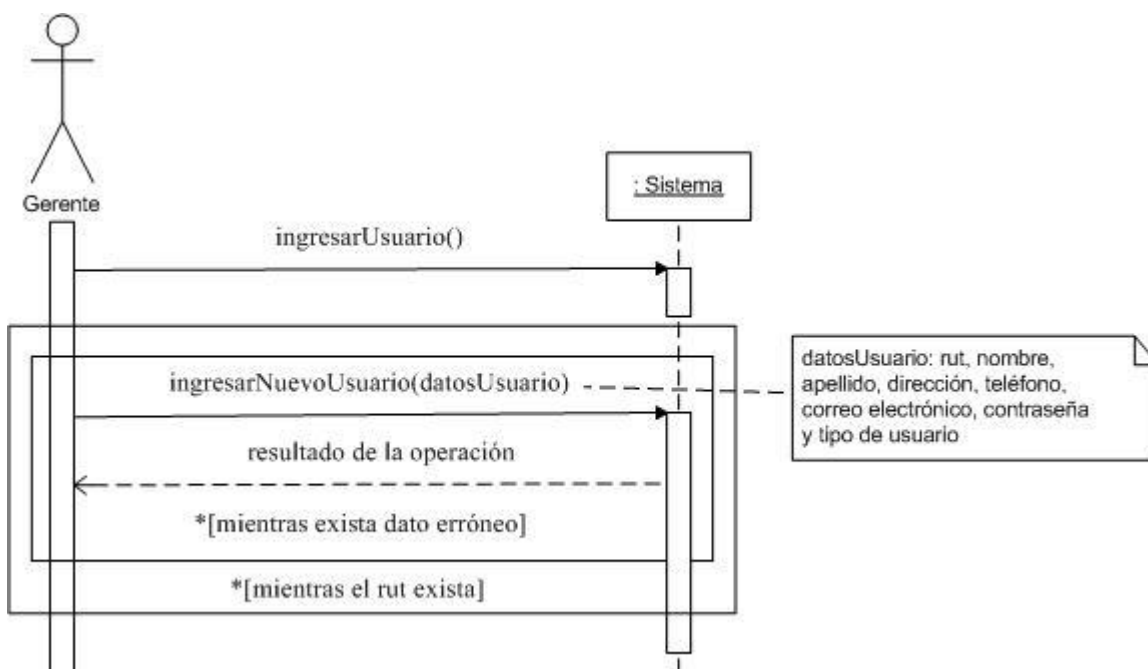 Gerente
: Sistema
ingresarUsuario()
ingresarNuevoUsuario(datosUsuario)
datosUsuario: rut, nombre,
apellido, dirección, teléfono,
correo electrónico, contraseña
y tipo de usuario
resultado de la operación
*[mientras exista dato erróneo]
*[mientras el rut exista]